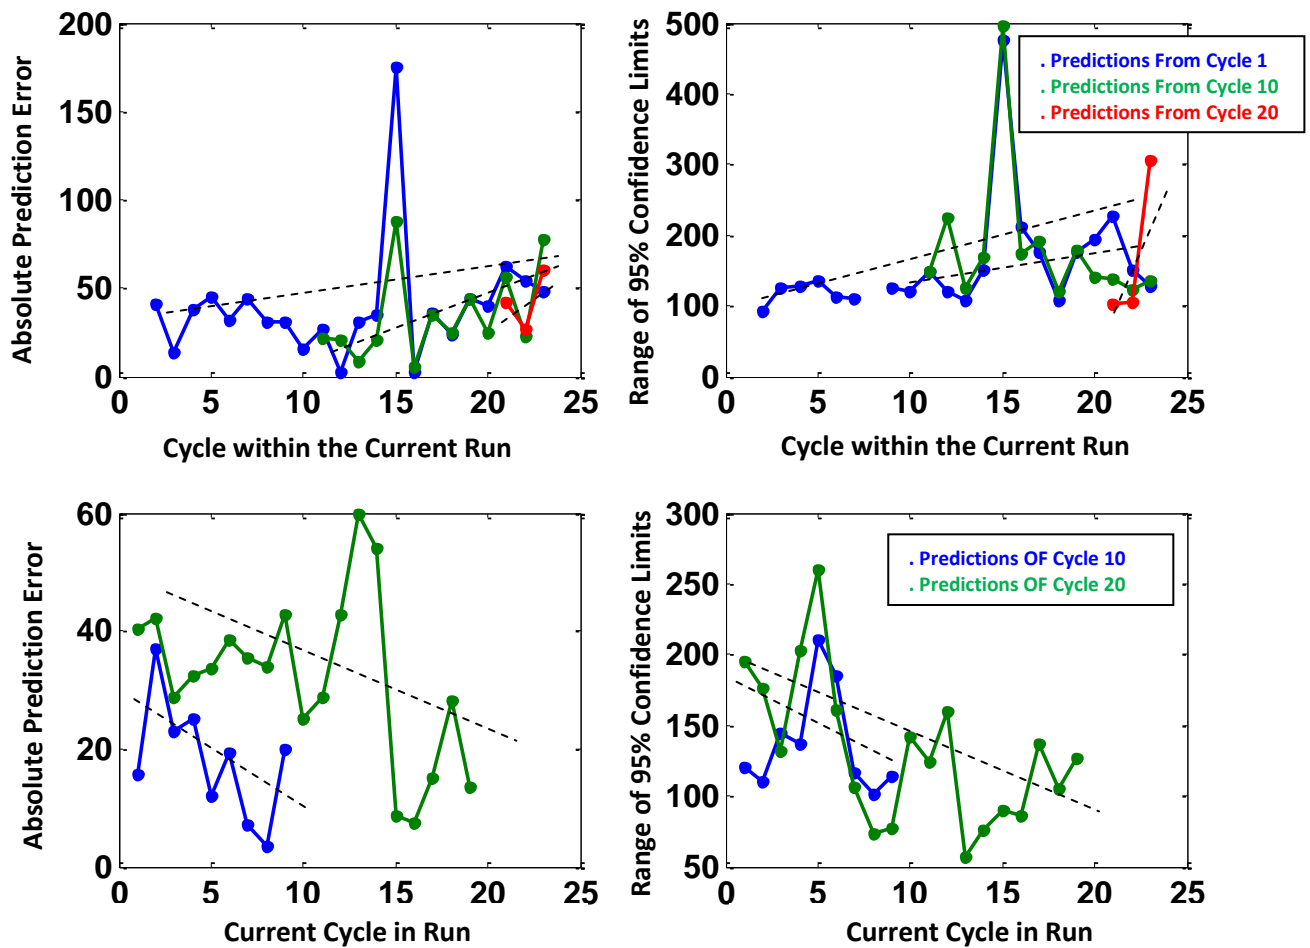 Absolute Prediction Error
200
150
100
50
0
0 5 10 15 20 25
Cycle within the Current Run
Range of 95% Confidence Limits
500
400
300
200
100
0
0 5 10 15 20 25
Cycle within the Current Run
. Predictions From Cycle 1
. Predictions From Cycle 10
. Predictions From Cycle 20
Absolute Prediction Error
60
40
20
0
0 5 10 15 20 25
Current Cycle in Run
Range of 95% Confidence Limits
300
250
200
150
100
50
0 5 10 15 20 25
Current Cycle in Run
. Predictions OF Cycle 10
. Predictions OF Cycle 20